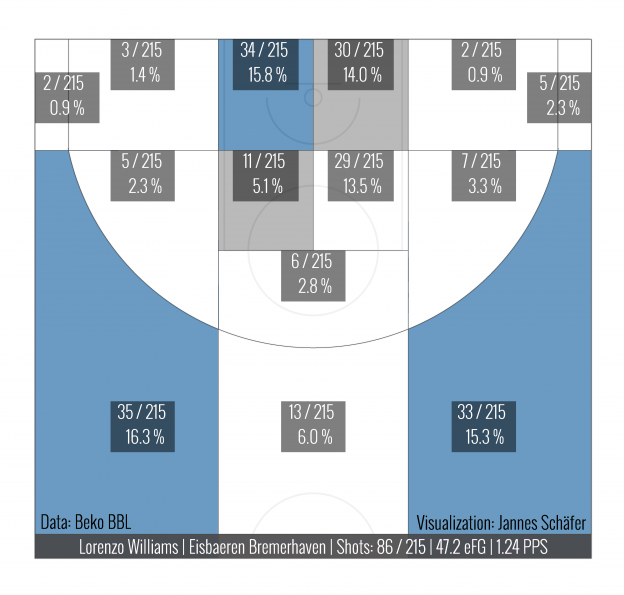 3 / 215
1.4 %
34 / 215
15.8 %
30 / 215
14.0 %
2 / 215
0.9 %
2 / 215
0.9 %
5 / 215
2.3 %
5 / 215
2.3 %
11 / 215
5.1 %
29 / 215
13.5 %
7 / 215
3.3 %
6 / 215
2.8 %
35 / 215
16.3 %
13 / 215
6.0 %
33 / 215
15.3 %
Data: Beko BBL
Visualization: Jannes Schäfer
Lorenzo Williams | Eisbaeren Bremerhaven | Shots: 86 / 215 | 47.2 eFG | 1.24 PPS